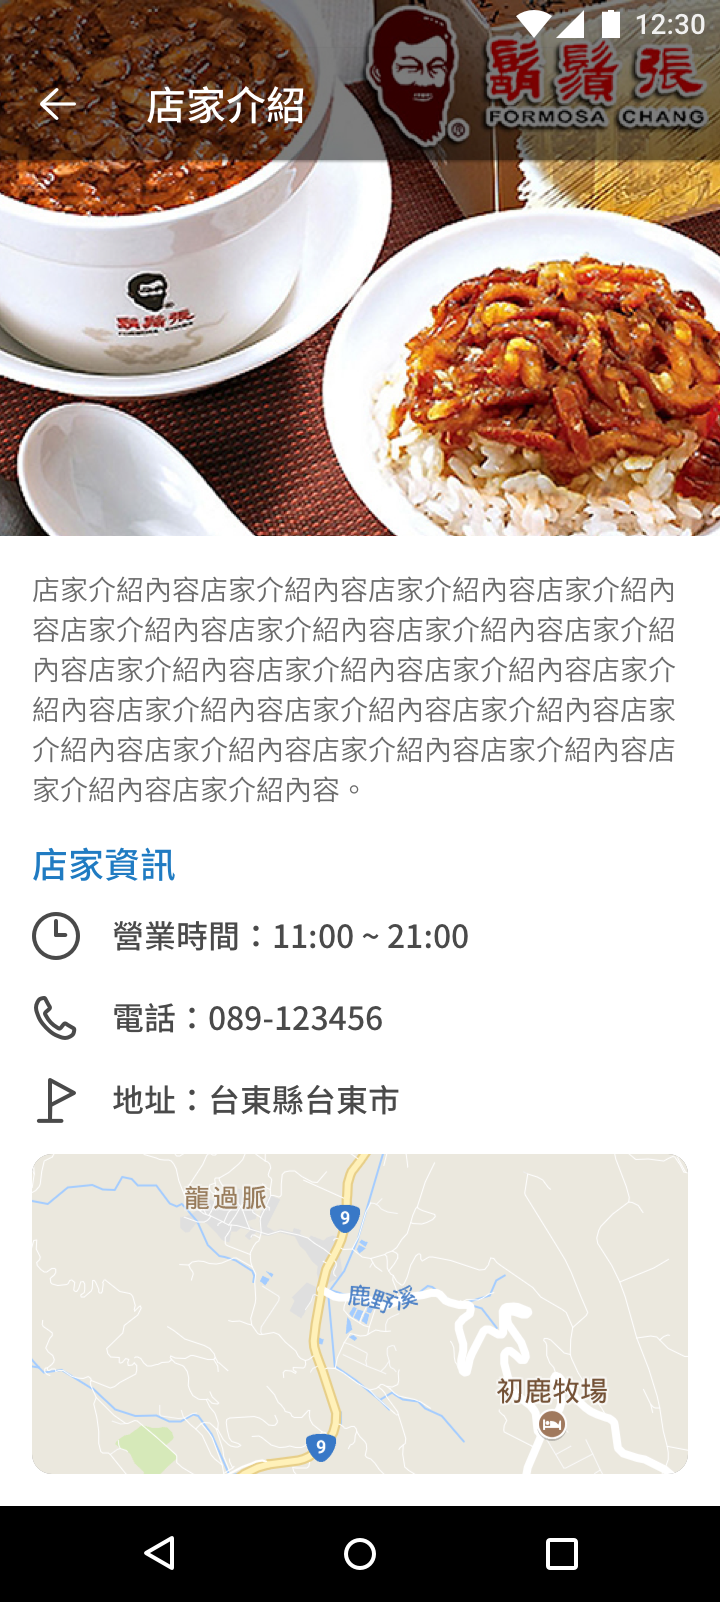 12:30
店家介紹
鬍鬚張
FORMOSA CHANG
®
鬍鬚張
FORMOSA CHANG
店家介紹內容店家介紹內容店家介紹內容店家介紹內
容店家介紹內容店家介紹內容店家介紹內容店家介紹
內容店家介紹內容店家介紹內容店家介紹內容店家介
紹內容店家介紹內容店家介紹內容店家介紹內容店家
介紹內容店家介紹內容店家介紹內容店家介紹內容店
家介紹內容店家介紹內容。
店家資訊
營業時間：11:00 ~ 21:00
電話：089-123456
地址：台東縣台東市
龍過脈
9
鹿野溪
初鹿牧場
9